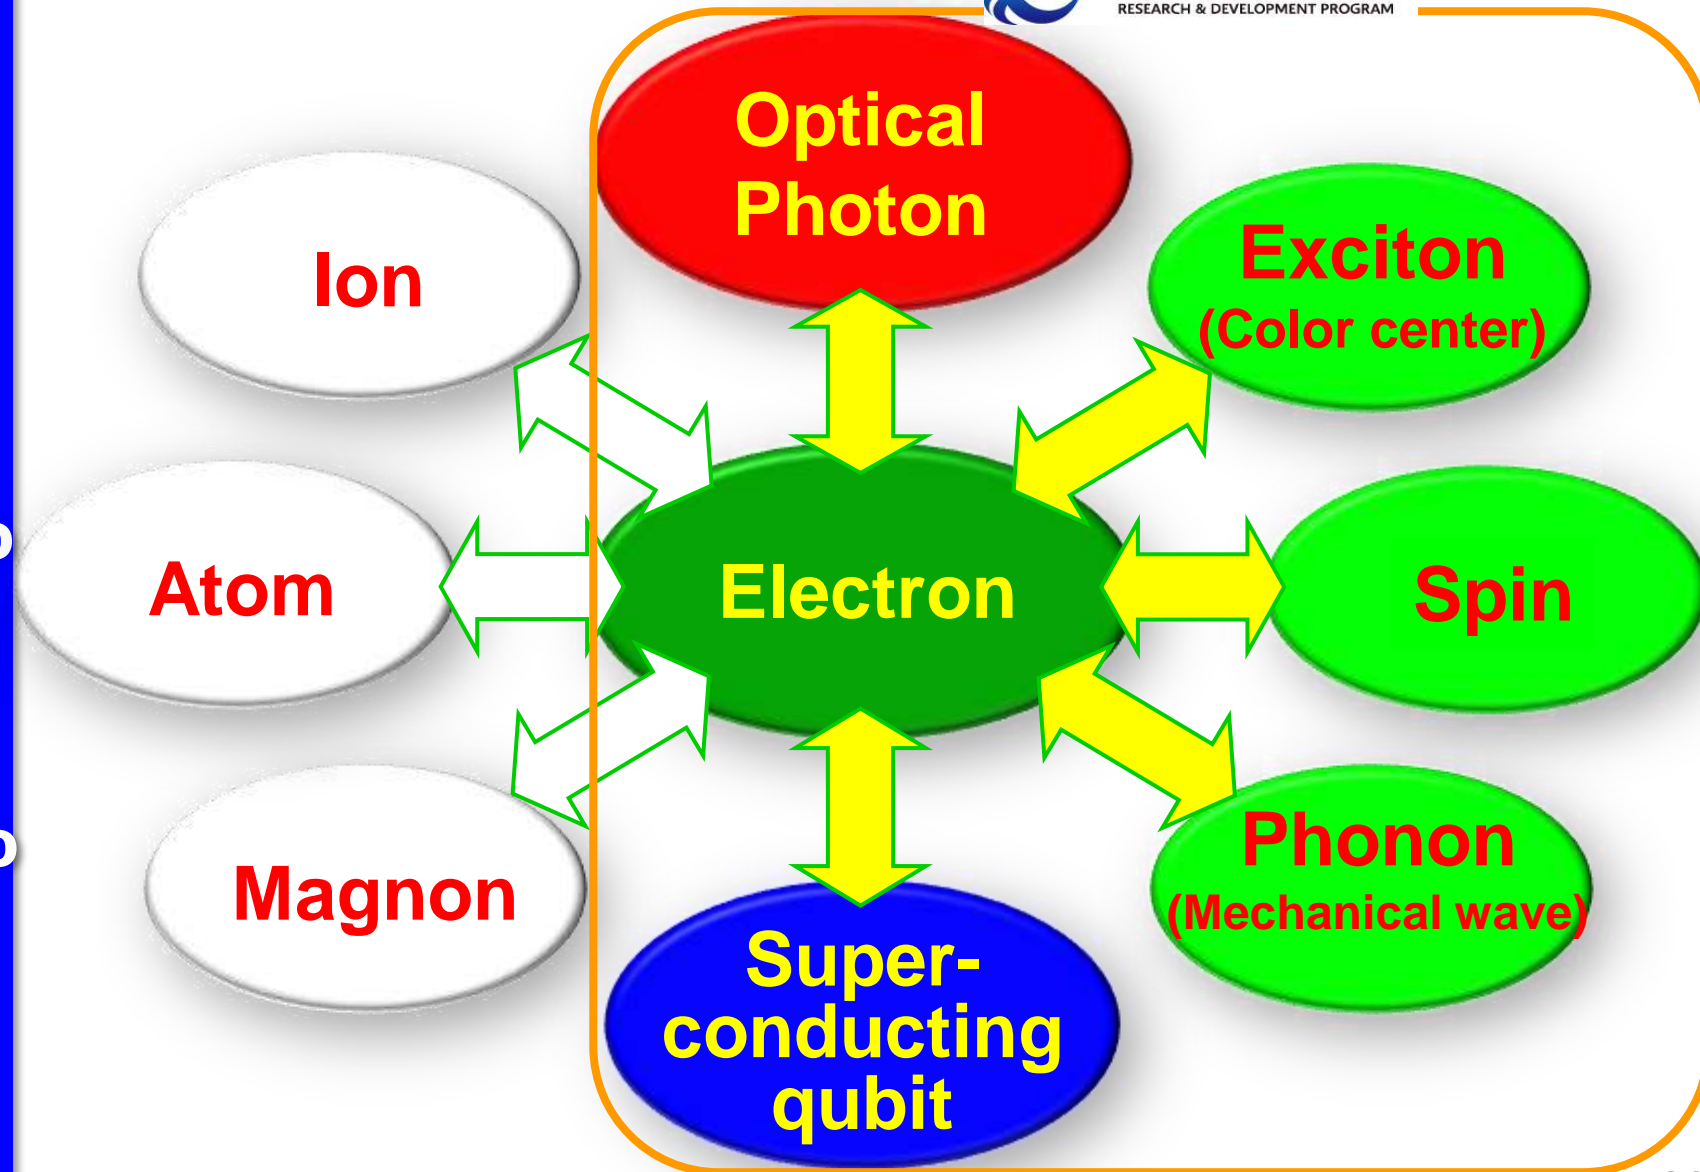 RESEARCH & DEVELOPMENT PROGRAM
Optical
Photon
Ion
Exciton
(Color center)
Atom
Electron
Spin
Magnon
Phonon
(Mechanical wave)
Super-
conducting
qubit